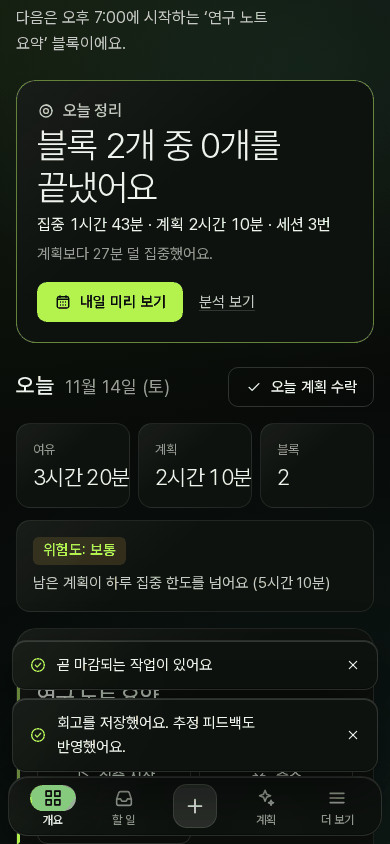 다음은 오후 7:00에 시작하는 ‘연구 노트
요약’ 블록이에요.
오늘 정리
블록 2개 중 0개를
끝냈어요
집중 1시간 43분 · 계획 2시간 10분 · 세션 3번
계획보다 27분 덜 집중했어요.
내일 미리 보기
분석 보기
오늘 11월 14일 (토)
오늘 계획 수락
여유
3시간 20분
계획
2시간 10분
블록
2
위험도: 보통
남은 계획이 하루 집중 한도를 넘어요 (5시간 10분)
곧 마감되는 작업이 있어요
연구 노트 요약
회고를 저장했어요. 추정 피드백도
반영했어요.
개요
할 일
계획
더 보기